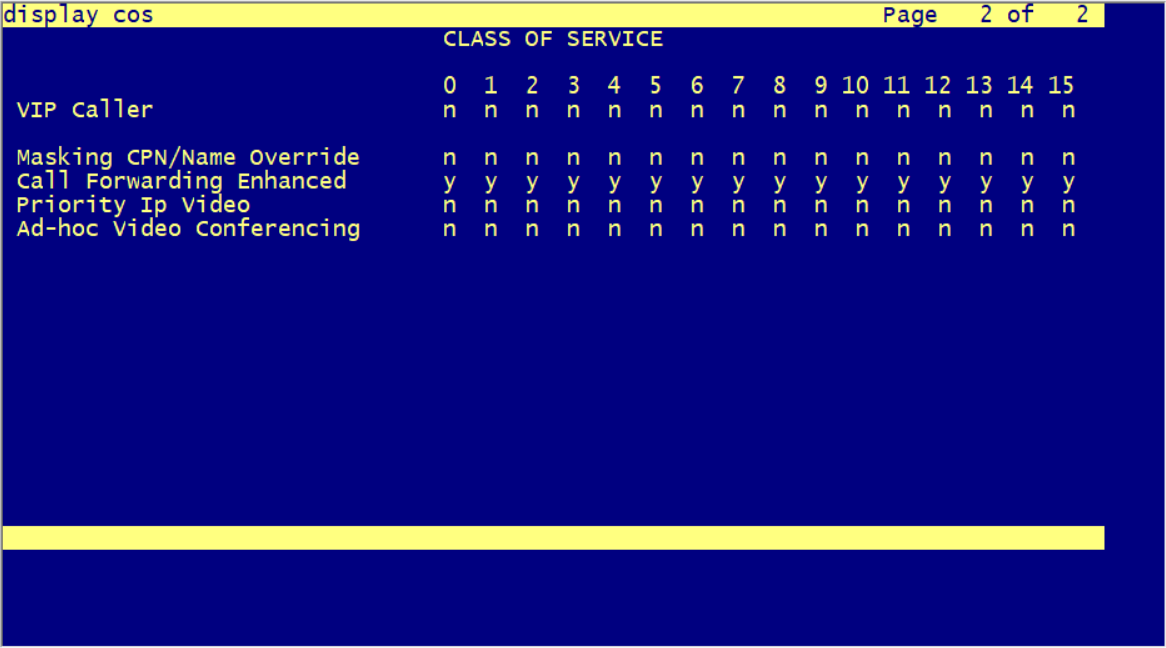 display cos Page 2 of 2
CLASS OF SERVICE
0 1 2 3 4 5 6 7 8 9 10 11 12 13 14 15
VIP Caller n n n n n n n n n n n n n n n n
Masking CPN/Name Override n n n n n n n n n n n n n n n n
Call Forwarding Enhanced y y y y y y y y y y y y y y y y
Priority Ip Video n n n n n n n n n n n n n n n n
Ad-hoc Video Conferencing n n n n n n n n n n n n n n n n